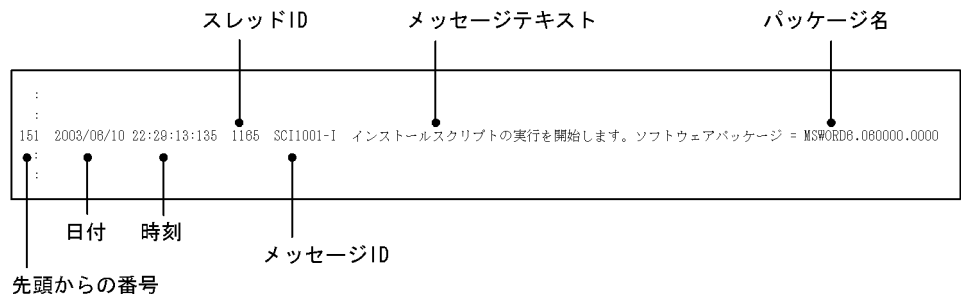 スレッドID メッセージテキスト パッケージ名
:
:
151 2003/06/10 22:29:13:135 1165 SCI1001-I インストールスクリプトの実行を開始します。ソフトウェアパッケージ = MSWORD6.060000.0000
:
:
日付 時刻
メッセージID
先頭からの番号